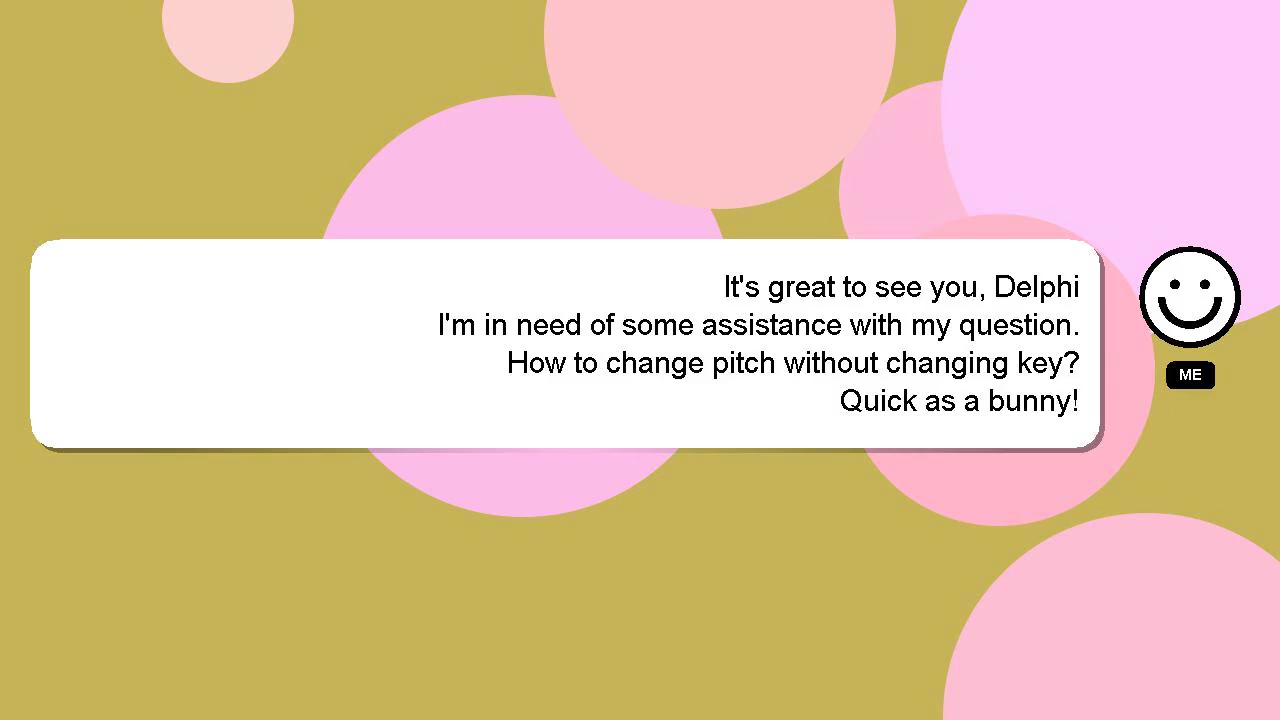 It's great to see you, Delphi
I'm in need of some assistance with my question.
How to change pitch without changing key?
Quick as a bunny!
ME